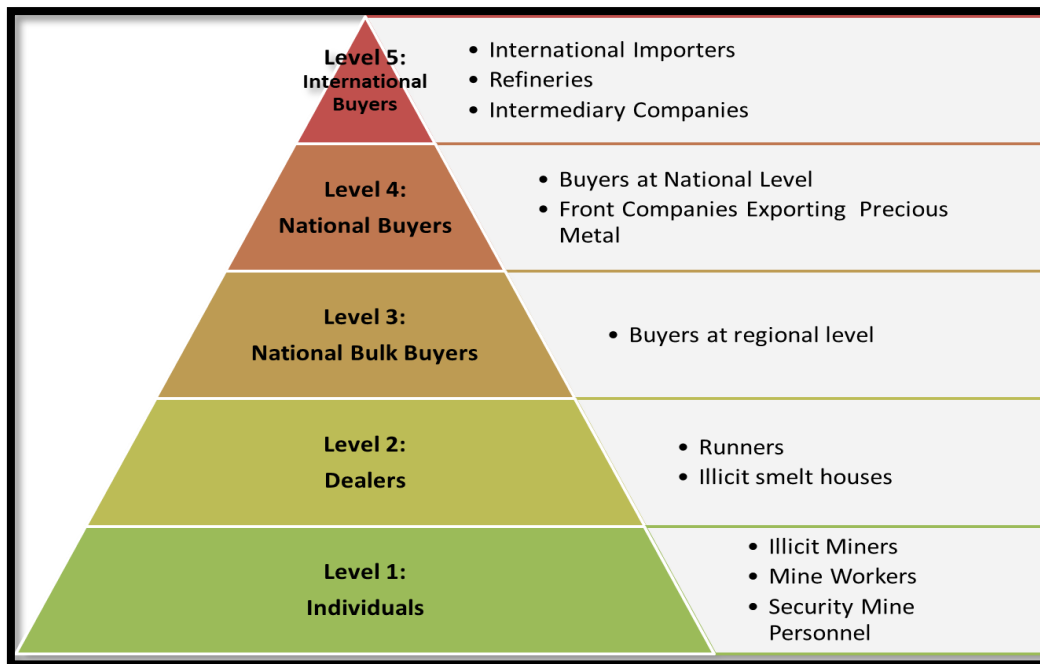 Level 5:
International
Buyers
• International Importers
• Refineries
• Intermediary Companies
Level 4:
National Buyers
• Buyers at National Level
• Front Companies Exporting Precious
Metal
Level 3:
National Bulk Buyers
• Buyers at regional level
Level 2:
Dealers
• Runners
• Illicit smelt houses
Level 1:
Individuals
• Illicit Miners
• Mine Workers
• Security Mine
Personnel